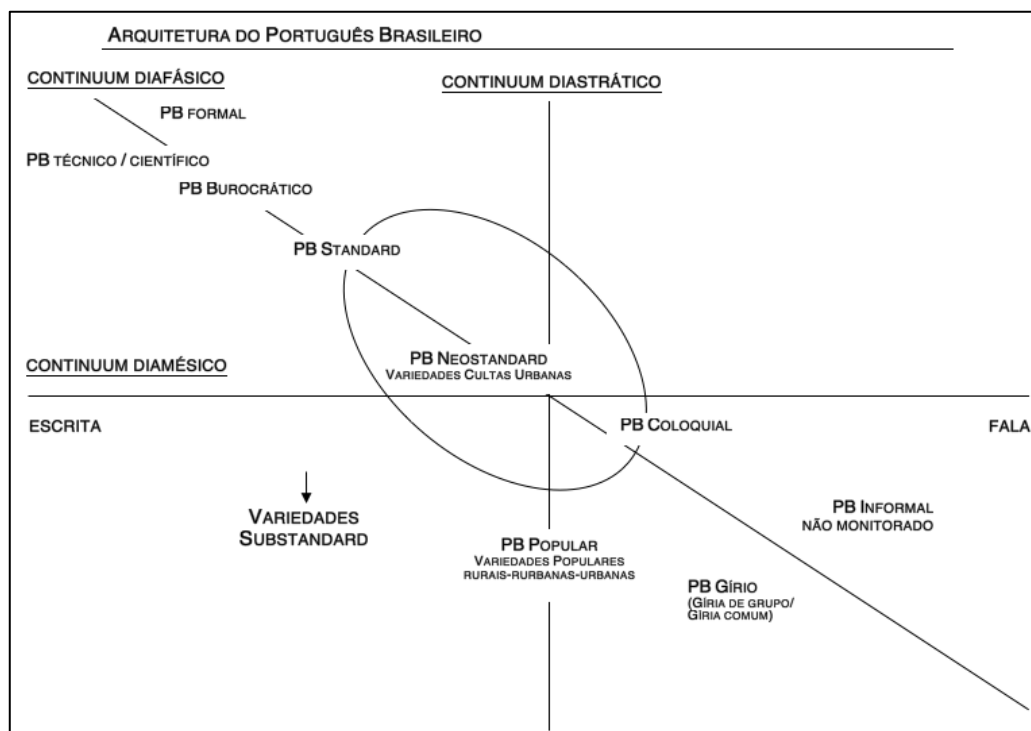 ARQUITETURA DO PORTUGUÊS BRASILEIRO
CONTINUUM DIAFÁSICO
CONTINUUM DIASTRÁTICO
PB FORMAL
PB TÉCNICO / CIENTÍFICO
PB BUROCRÁTICO
PB STANDARD
PB NEOSTANDARD
VARIEDADES CULTAS URBANAS
CONTINUUM DIAMÉSICO
ESCRITA
PB COLOQUIAL
FALA
VARIEDADES
SUBSTANDARD
PB INFORMAL
NÃO MONITORADO
PB POPULAR
VARIEDADES POPULARES
RURAIS-RURBANAS-URBANAS
PB GÍRIO
(GÍRIA DE GRUPO/
GÍRIA COMUM)